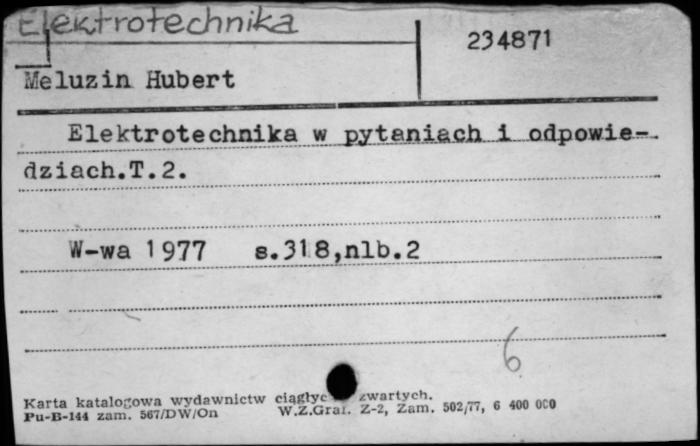 Elektrotechnika
234871
Meluzin Hubert
Elektrotechnika w pytaniach i odpowie-
dziach.T.2.
W-wa 1977 s.318,nlb.2
6
Karta katalogowa wydawnictw zwartych.
Pu-B-144 zam. 567/DW/On W.Z.Graf. Z-2, Zam. 502/77, 6 400 000